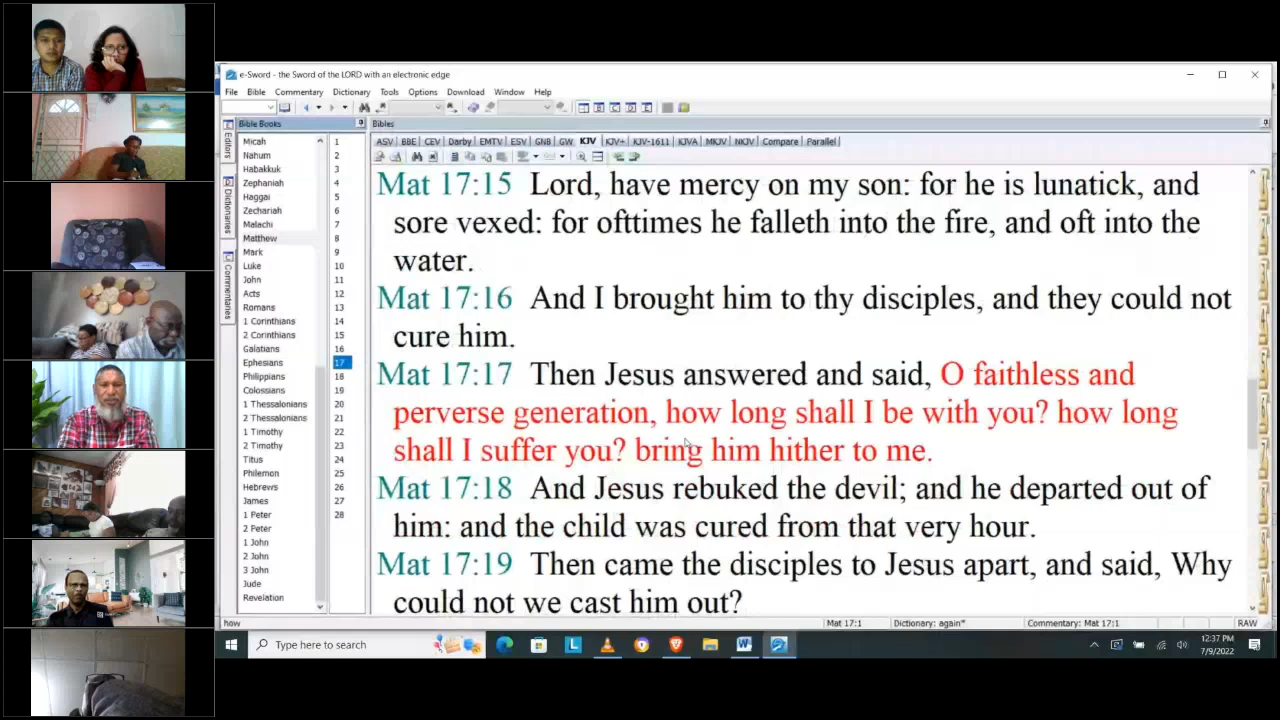 e-Sword - the Sword of the LORD with an electronic edge
File Bible Commentary Dictionary Tools Options Download Window Help
Bible Books
Bibles
ASV BBE CEV Darby EMTV ESV GNB GW KJV KJV+ KJV-1611 KJVA MKJV NKJV Compare Parallel
Editors
Dictionaries
Commentaries
Micah 1
Nahum 2
Habakkuk 3
Zephaniah 4
Haggai 5
Zechariah 6
Malachi 7
Matthew 8
Mark 9
Luke 10
John 11
Acts 12
Romans 13
1 Corinthians 14
2 Corinthians 15
Galatians 16
Ephesians 17
Philippians 18
Colossians 19
1 Thessalonians 20
2 Thessalonians 21
1 Timothy 22
2 Timothy 23
Titus 24
Philemon 25
Hebrews 26
James 27
1 Peter 28
2 Peter
1 John
2 John
3 John
Jude
Revelation
Mat 17:15 Lord, have mercy on my son: for he is lunatick, and
sore vexed: for ofttimes he falleth into the fire, and oft into the
water.
Mat 17:16 And I brought him to thy disciples, and they could not
cure him.
Mat 17:17 Then Jesus answered and said, O faithless and
perverse generation, how long shall I be with you? how long
shall I suffer you? bring him hither to me.
Mat 17:18 And Jesus rebuked the devil; and he departed out of
him: and the child was cured from that very hour.
Mat 17:19 Then came the disciples to Jesus apart, and said, Why
could not we cast him out?
how Mat 17:1 Dictionary: again* Commentary: Mat 17:1 RAW
Type here to search
12:37 PM
7/9/2022